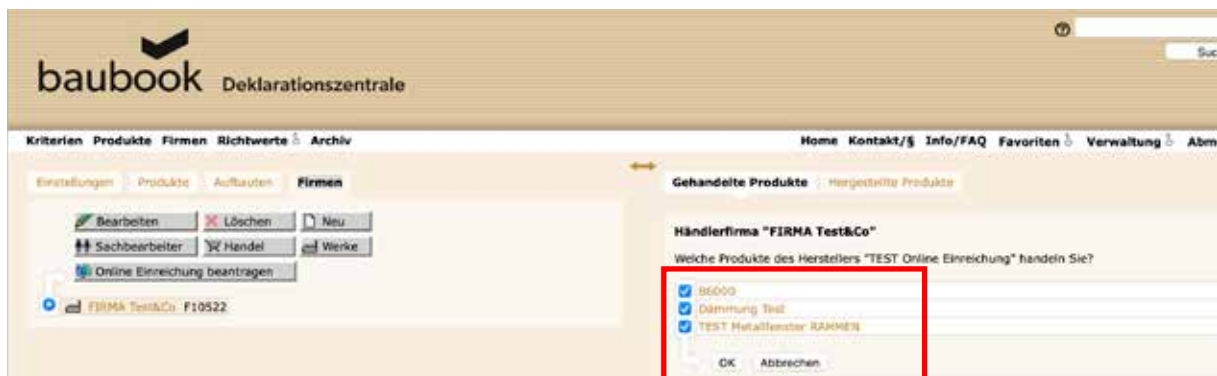 Suc
baubook Deklarationszentrale
Kriterien Produkte Firmen Richtwerte Archiv
Home Kontakt/§ Info/FAQ Favoriten Verwaltung Abm
Einstellungen Produkte Aufbauten Firmen
Gehandelte Produkte Hergestellte Produkte
Bearbeiten Löschen Neu
Sachbearbeiter Handel Werke
Online Einreichung beantragen
FIRMA Test&Co F10522
Händlerfirma "FIRMA Test&Co"
Welche Produkte des Herstellers "TEST Online Einreichung" handeln Sie?
B6000
Dämmung Test
TEST Metallfenster RAHMEN
OK Abbrechen